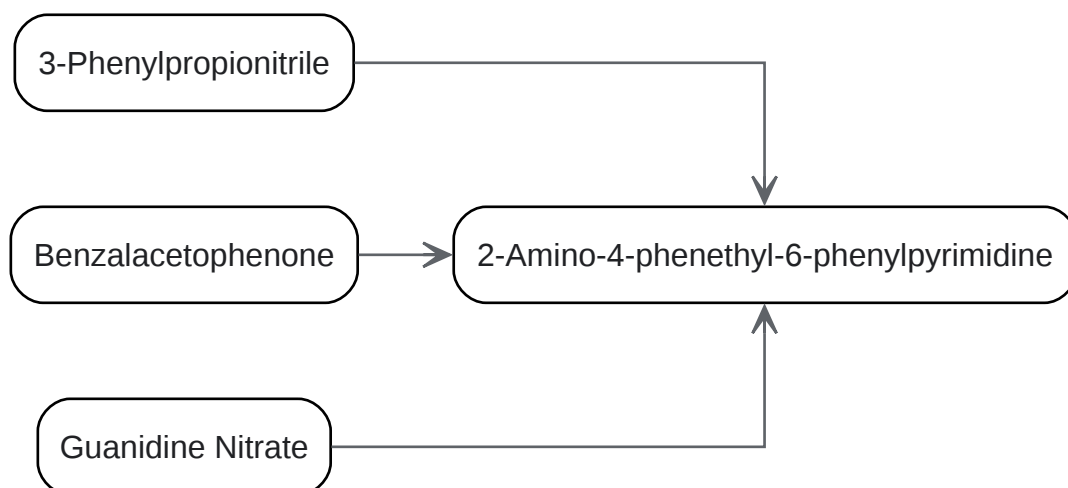 3-Phenylpropionitrile
Benzalacetophenone
2-Amino-4-phenethyl-6-phenylpyrimidine
Guanidine Nitrate